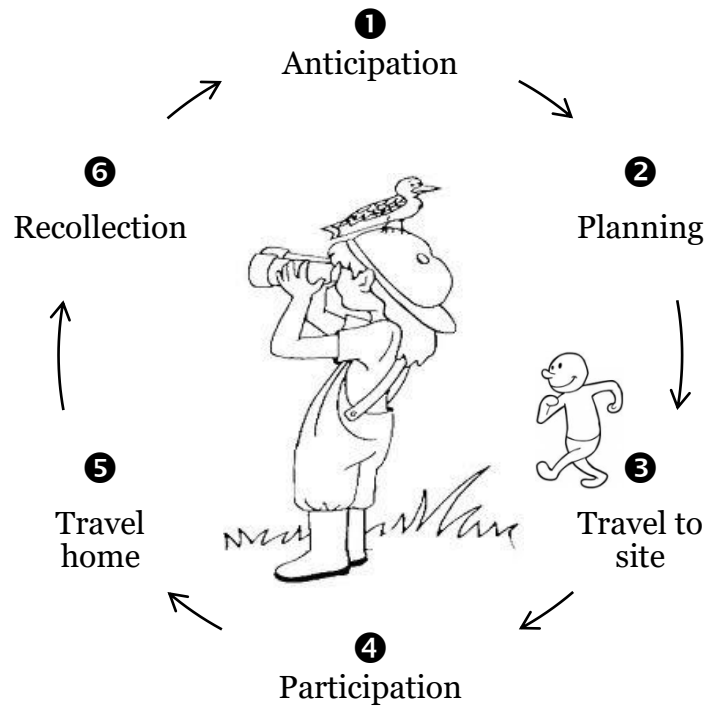 ❶
Anticipation
❷
Planning
❸
Travel to
site
❹
Participation
❺
Travel
home
❻
Recollection